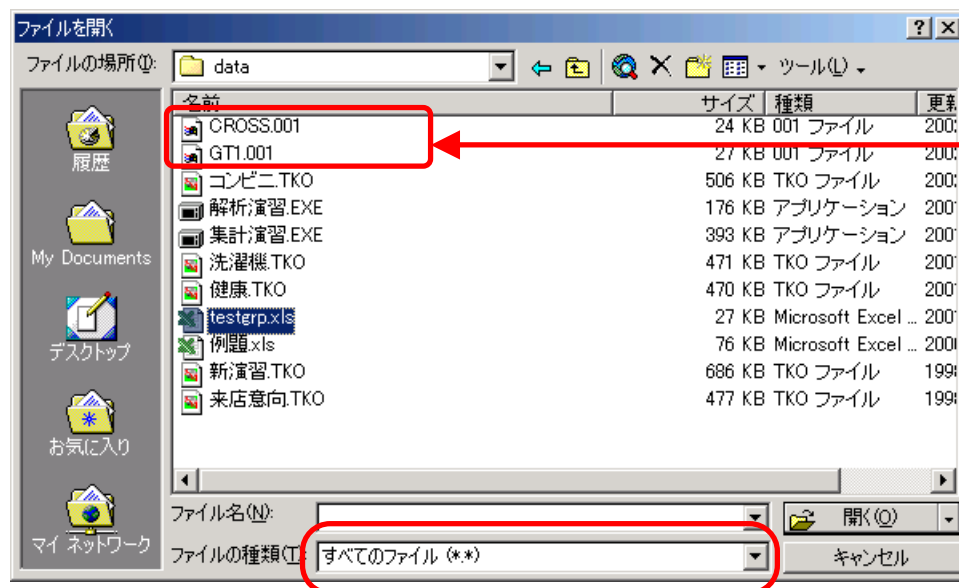 ファイルを開く
ファイルの場所(I):
data
ツール(L)
名前 サイズ 種類
CROSS.001 24 KB 001 ファイル
GT1.001 27 KB 001 ファイル
コンビニ.TKO 506 KB TKO ファイル
解析演習.EXE 176 KB アプリケーション
集計演習.EXE 393 KB アプリケーション
洗濯機.TKO 471 KB TKO ファイル
健康.TKO 470 KB TKO ファイル
testgrp.xls 27 KB Microsoft Excel ...
例題.xls 76 KB Microsoft Excel ...
新演習.TKO 686 KB TKO ファイル
来店意向.TKO 477 KB TKO ファイル
履歴
My Documents
デスクトップ
お気に入り
マイ ネットワーク
ファイル名(N):
開く(O)
ファイルの種類(T): すべてのファイル (*.*)
キャンセル